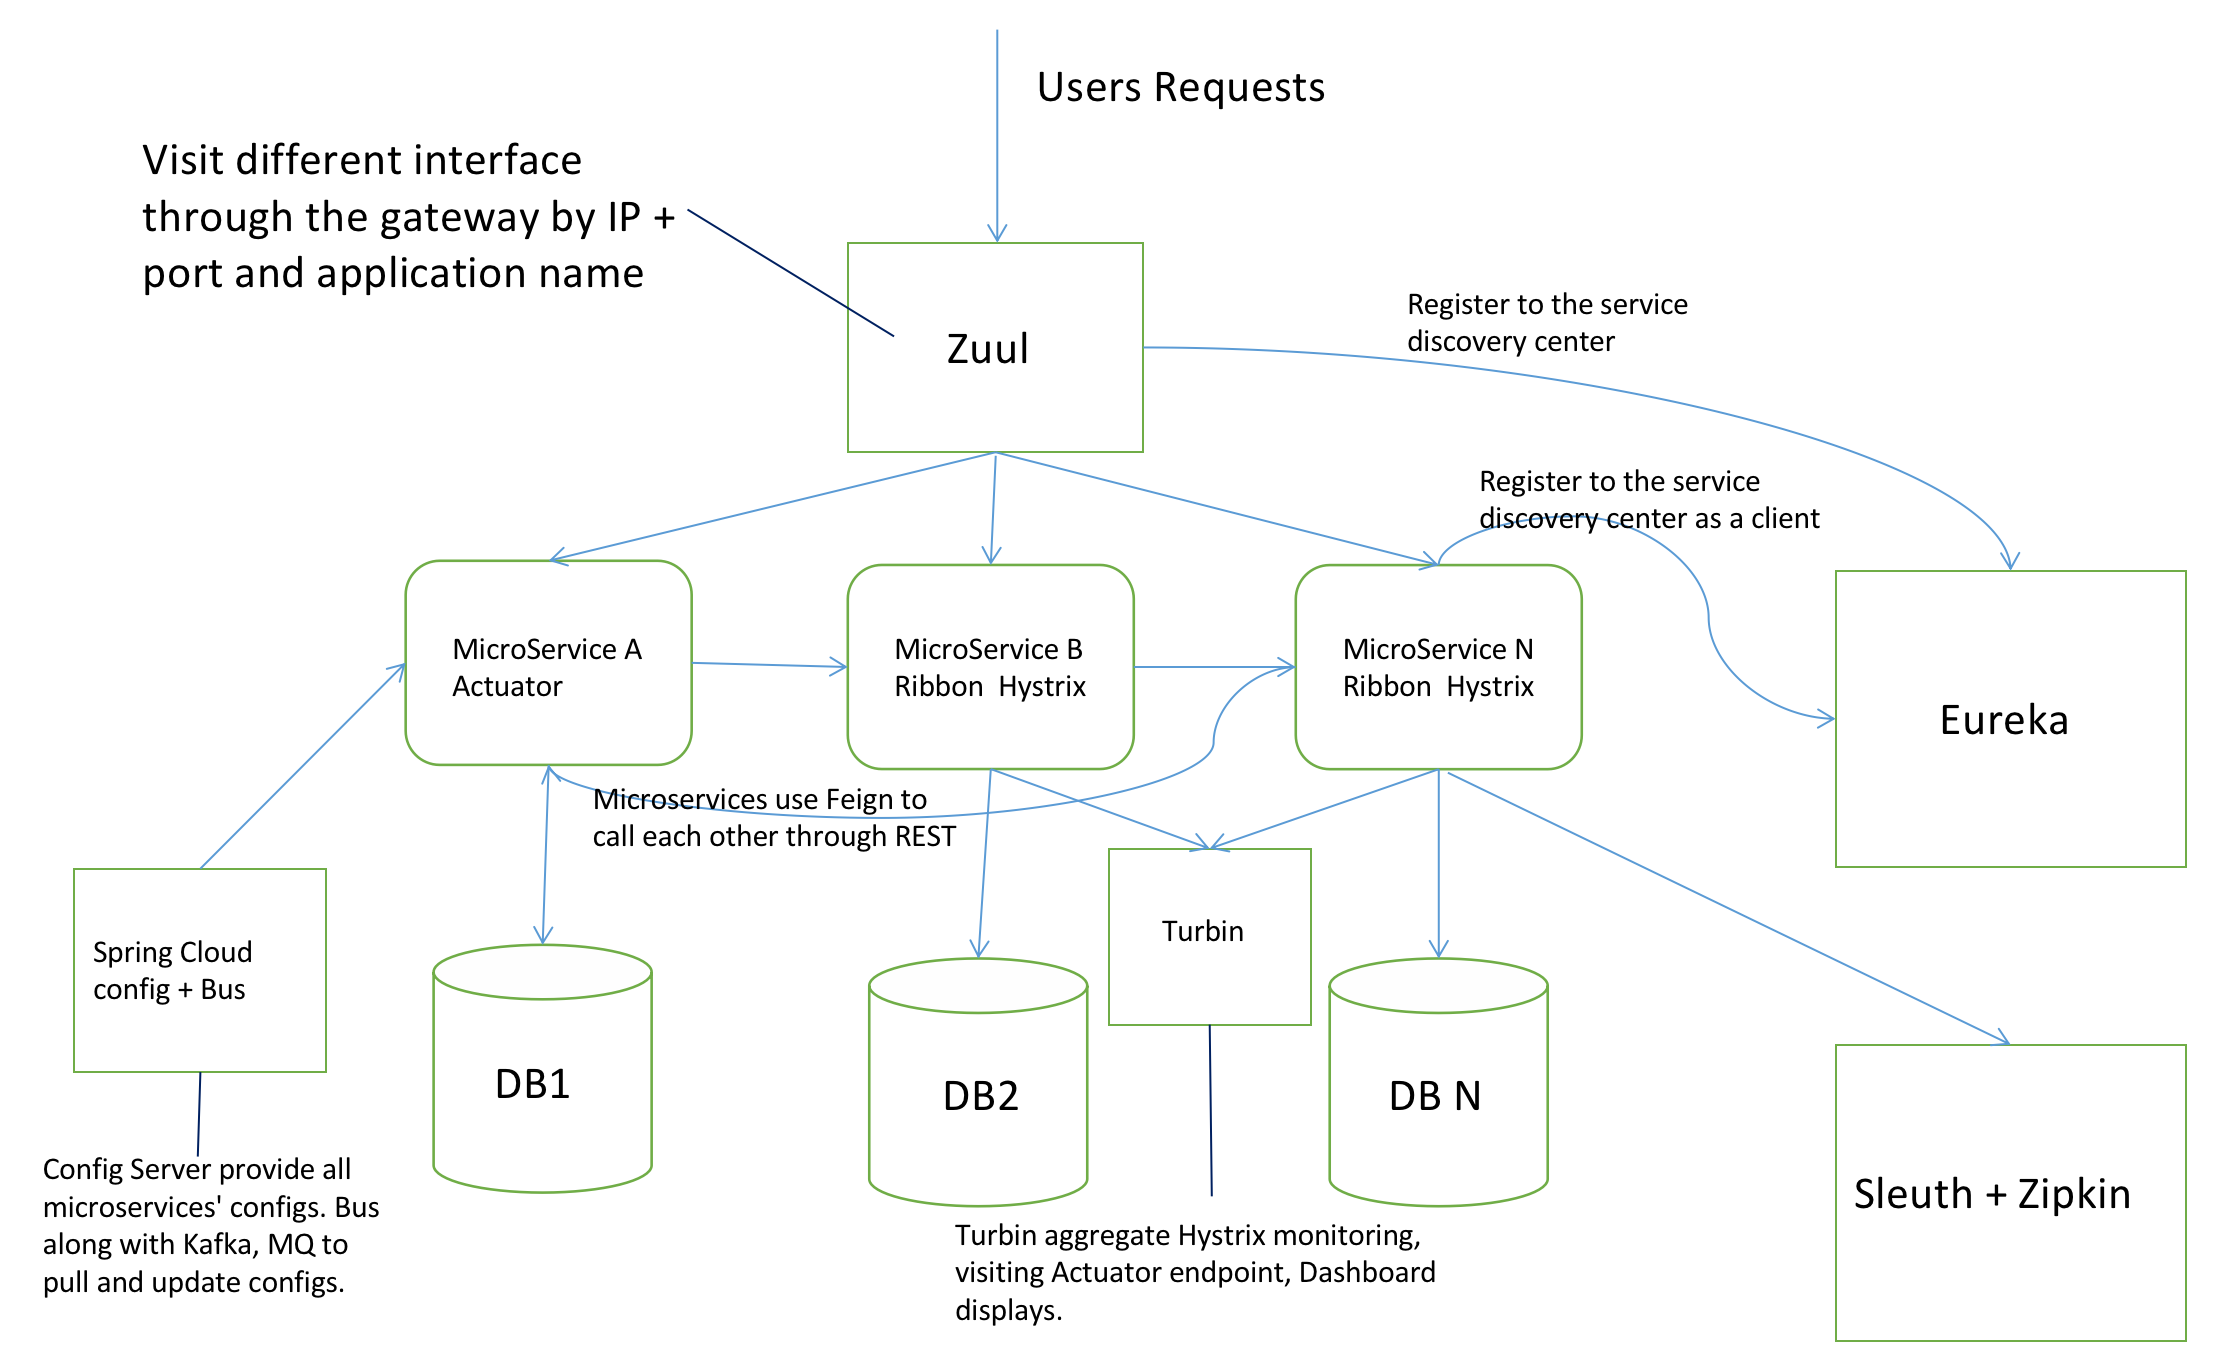 Users Requests
Visit different interface
through the gateway by IP +
port and application name
Zuul
Register to the service
discovery center
Register to the service
discovery center as a client
MicroService A
Actuator
MicroService B
Ribbon  Hystrix
MicroService N
Ribbon  Hystrix
Eureka
Microservices use Feign to
call each other through REST
Spring Cloud
config + Bus
Turbin
DB1
DB2
DB N
Sleuth + Zipkin
Config Server provide all
microservices' configs. Bus
along with Kafka, MQ to
pull and update configs.
Turbin aggregate Hystrix monitoring,
visiting Actuator endpoint, Dashboard
displays.